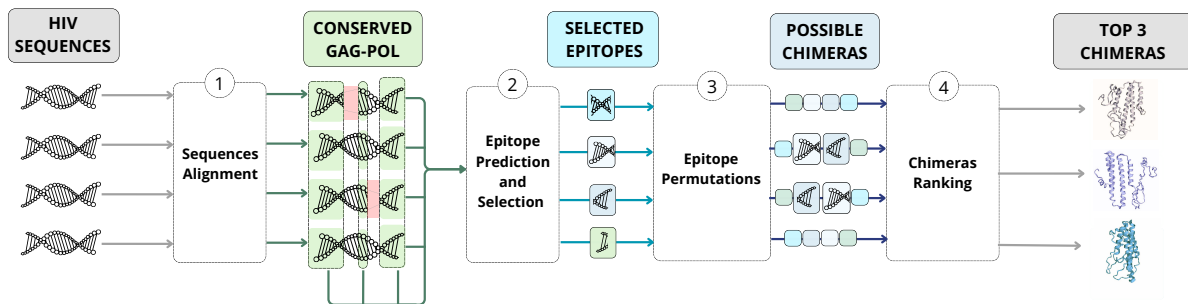 HIV
SEQUENCES
CONSERVED
GAG-POL
SELECTED
EPITOPES
POSSIBLE
CHIMERAS
TOP 3
CHIMERAS
1
Sequences
Alignment
2
Epitope
Prediction
and
Selection
3
Epitope
Permutations
4
Chimeras
Ranking